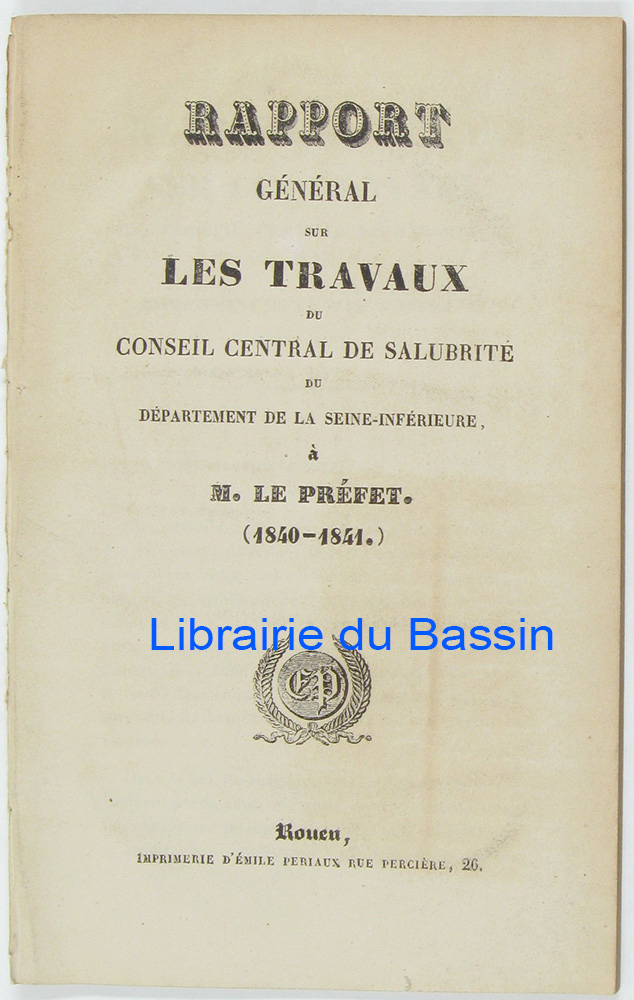 RAPPORT
GÉNÉRAL
SUR
LES TRAVAUX
DU
CONSEIL CENTRAL DE SALUBRITÉ
DU
DÉPARTEMENT DE LA SEINE-INFÉRIEURE,
à
M. LE PRÉFET.
(1840-1841.)
Librairie du Bassin
EP
Rouen,
IMPRIMERIE D'ÉMILE PERIAUX RUE PERCIÈRE, 26.